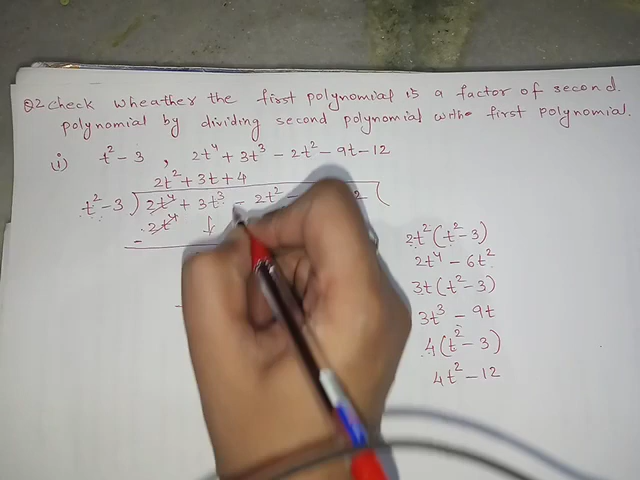 Q2 check wheather the first polynomial is a factor of second
polynomial by dividing second polynomial with first polynomial.
i) t²-3 , 2t⁴+3t³-2t²-9t-12
2t²+3t+4
t²-3 ) 2t⁴+3t³-2t² 2 (
2t⁴
-
2t²(t²-3)
2t⁴-6t²
3t(t²-3)
3t³-9t
4(t²-3)
4t²-12